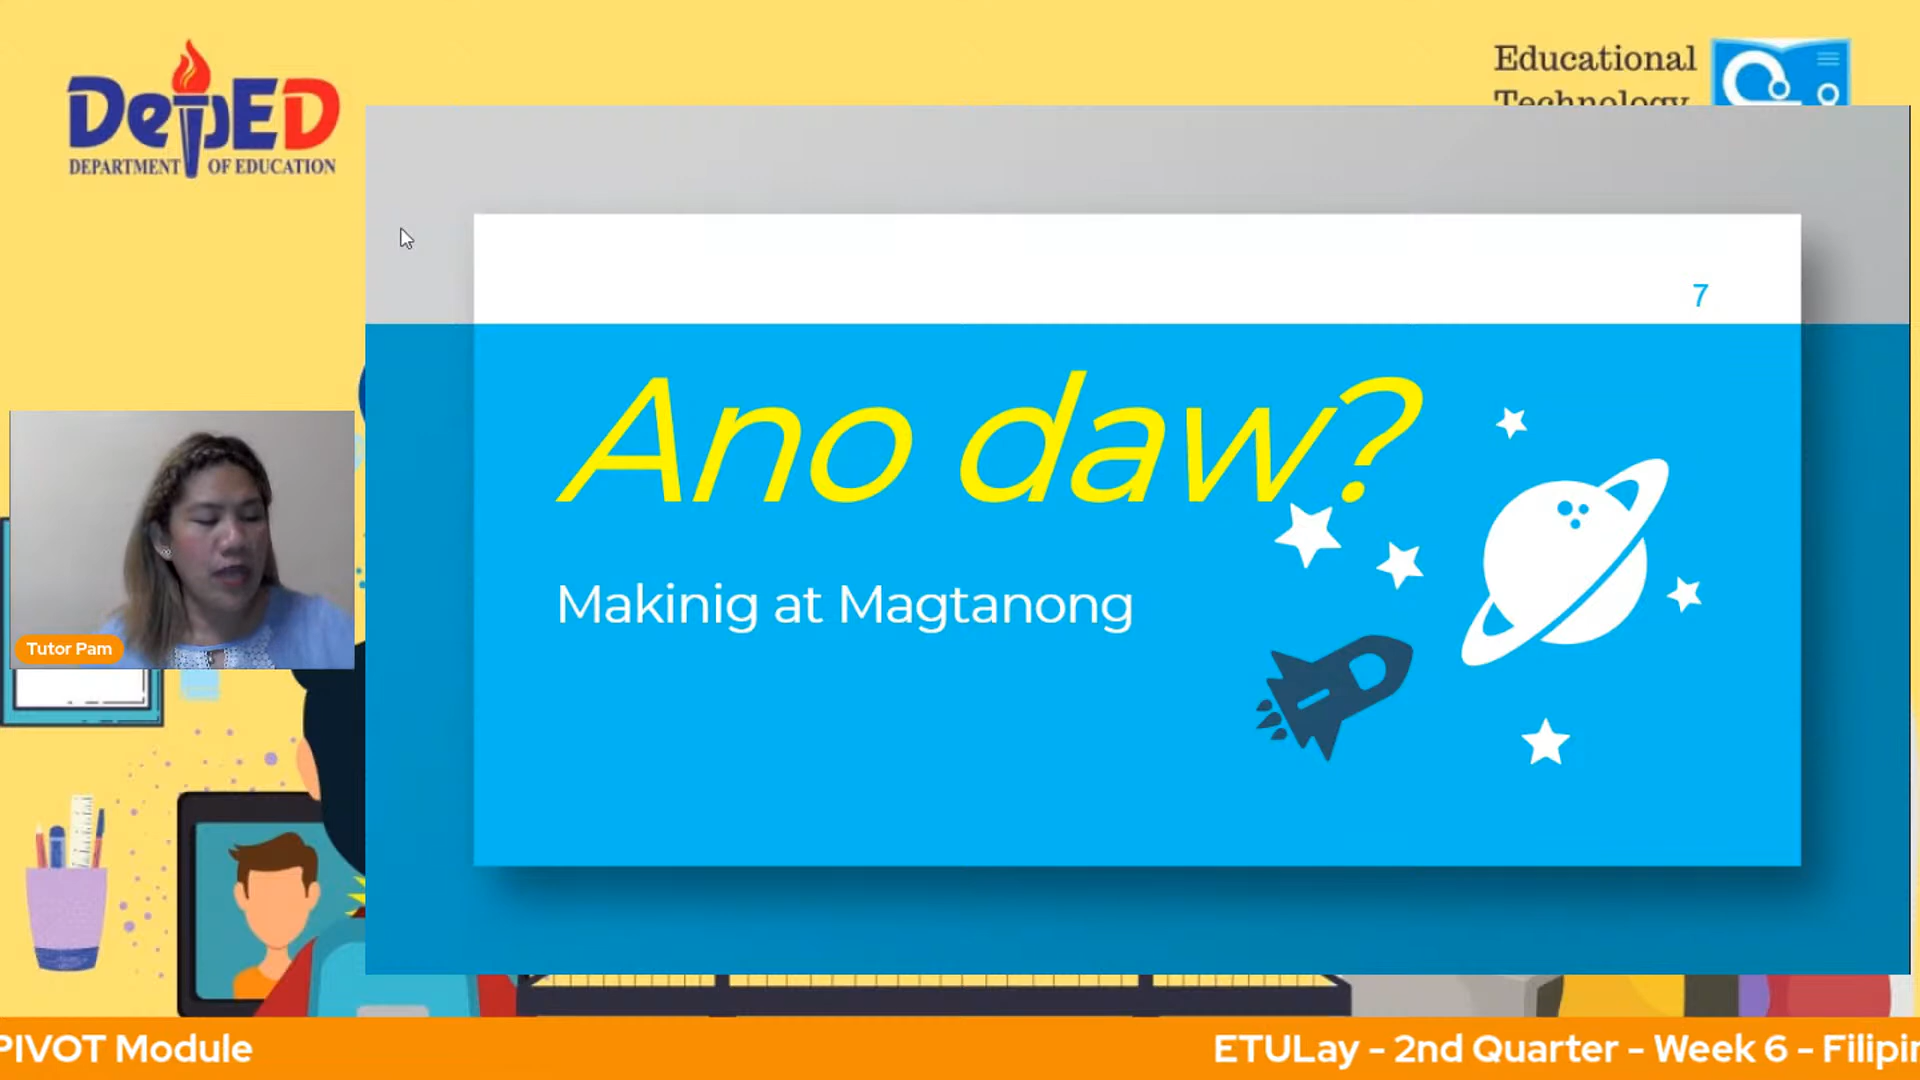 DepED
DEPARTMENT OF EDUCATION
Educational
Technology
7
Ano daw?
Makinig at Magtanong
Tutor Pam
PIVOT Module
ETULay - 2nd Quarter - Week 6 -